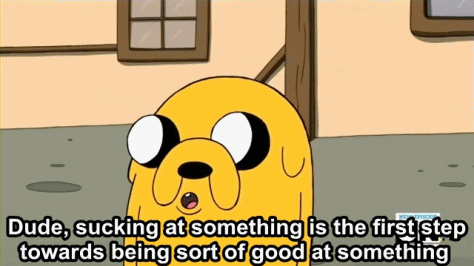 Dude, sucking at something is the first step
towards being sort of good at something